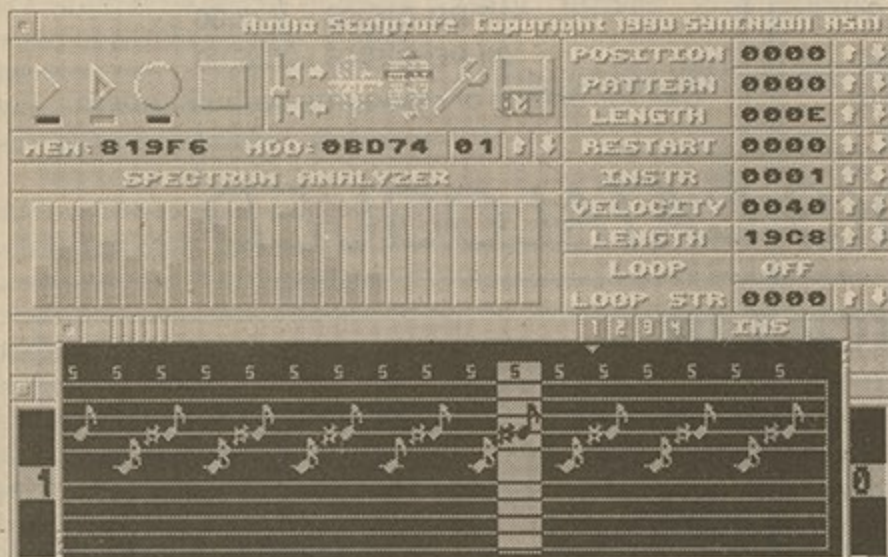 Audio Sculpture Copyright 1990 SYNCHRON ASM
POSITION 0000
PATTERN 0000
LENGTH 000E
MEM: 819F6 MOD: 0BD74 01
RESTART 0000
SPECTRUM ANALYZER
INSTR 0001
VELOCITY 0040
LENGTH 19C8
LOOP OFF
LOOP STR 0000
1 2 3 4 INS
5 5 5 5 5 5 5 5 5 5 5 5 5 5 5 5 5
1 0